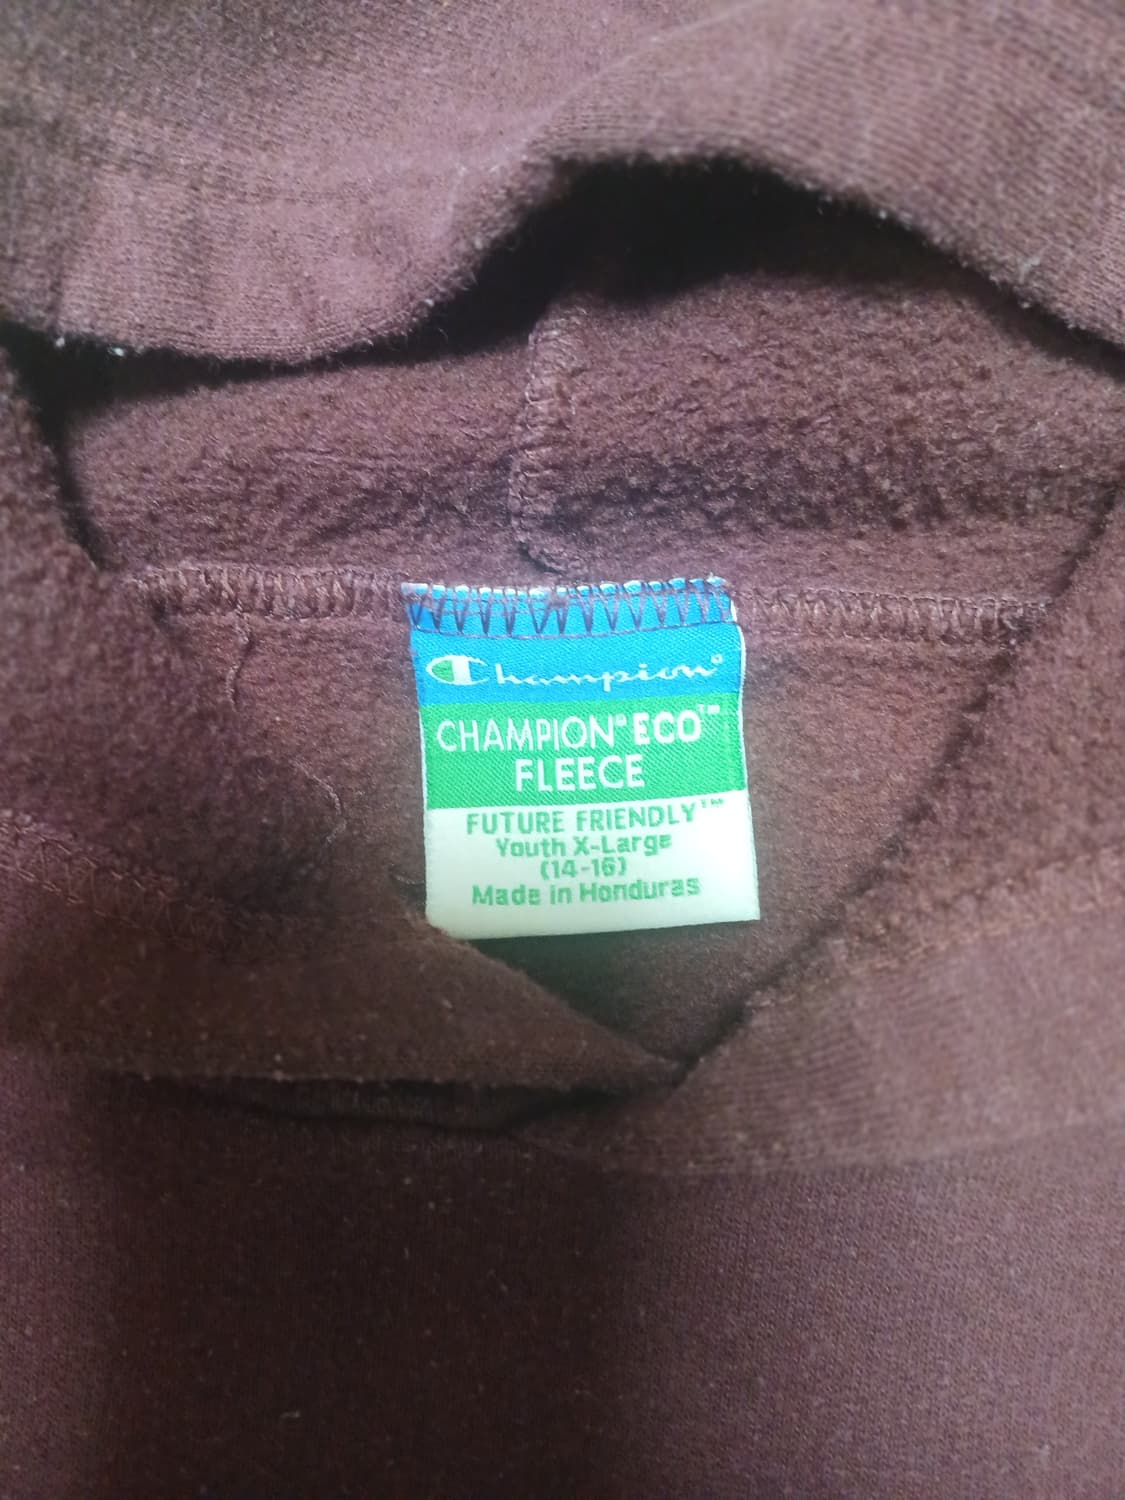 Champion®
CHAMPION® ECO™
FLEECE
FUTURE FRIENDLY™
Youth X-Large
(14-16)
Made in Honduras